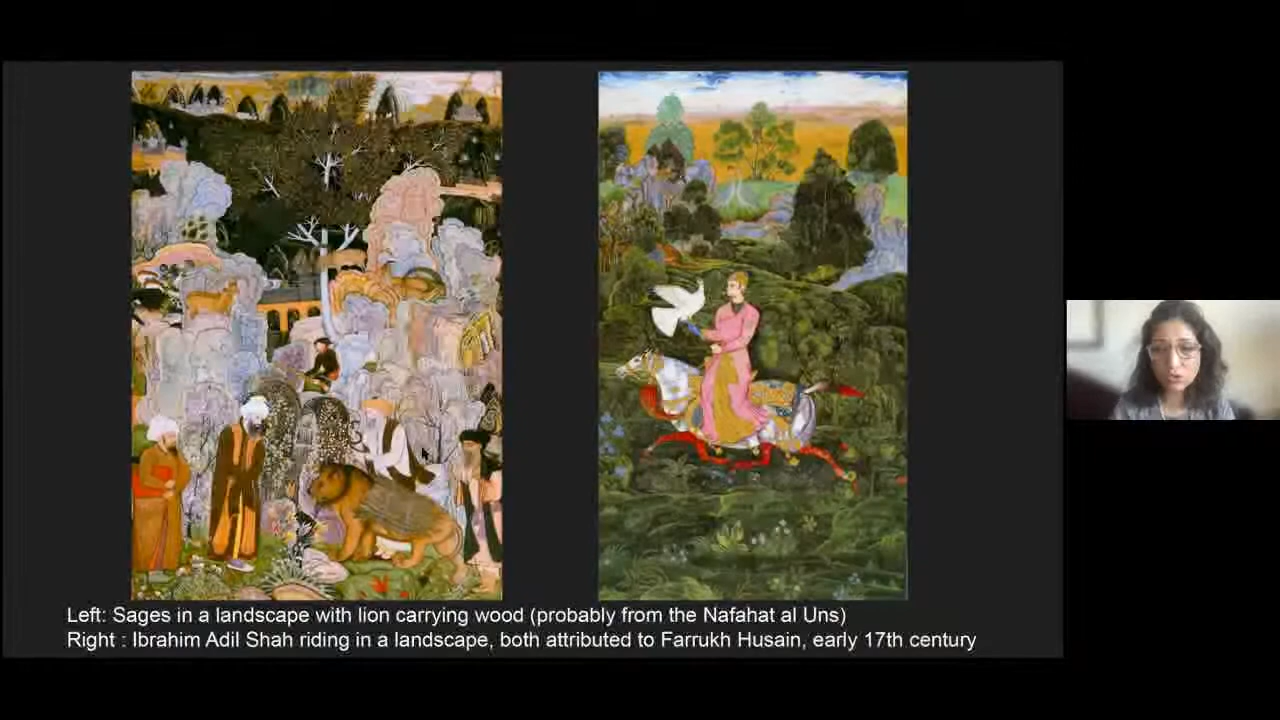 Left: Sages in a landscape with lion carrying wood (probably from the Nafahat al Uns)
Right : Ibrahim Adil Shah riding in a landscape, both attributed to Farrukh Husain, early 17th century